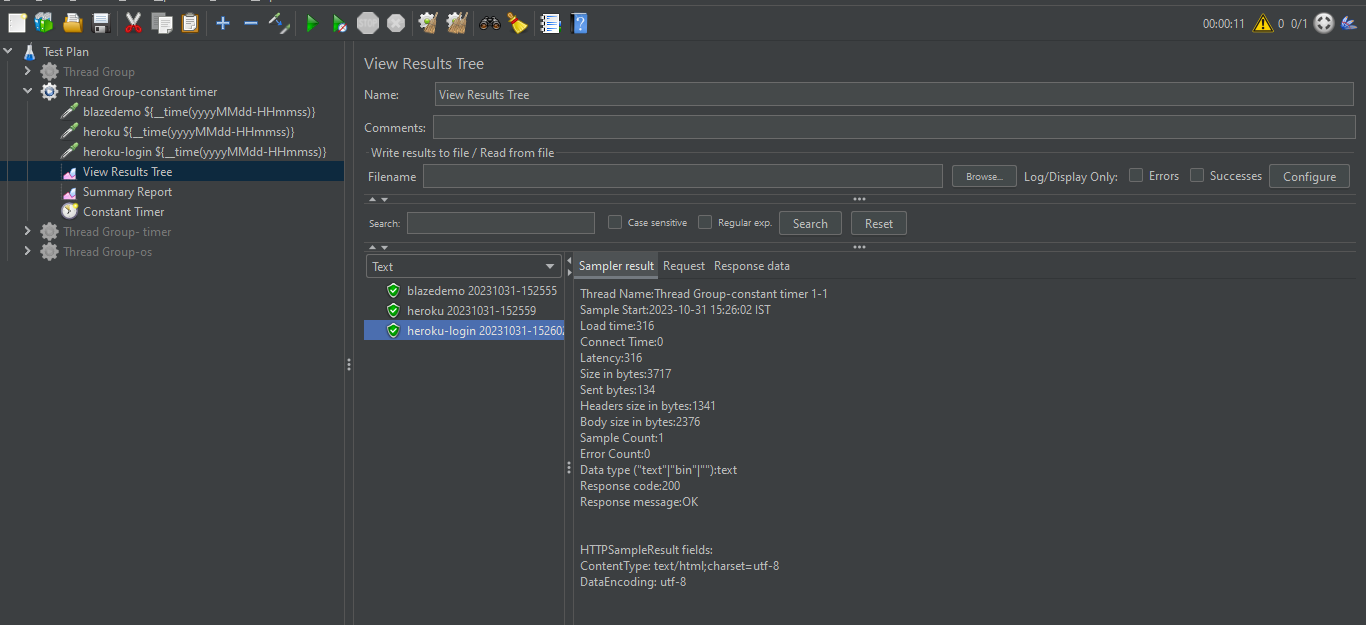 00:00:11 0 0/1
Test Plan
Thread Group
Thread Group-constant timer
blazedemo ${__time(yyyyMMdd-HHmmss)}
heroku ${__time(yyyyMMdd-HHmmss)}
heroku-login ${__time(yyyyMMdd-HHmmss)}
View Results Tree
Summary Report
Constant Timer
Thread Group- timer
Thread Group-os
View Results Tree
Name: View Results Tree
Comments:
Write results to file / Read from file
Filename Browse... Log/Display Only: Errors Successes Configure
Search: Case sensitive Regular exp. Search Reset
Text
blazedemo 20231031-152555
heroku 20231031-152559
heroku-login 20231031-152602
Sampler result Request Response data
Thread Name:Thread Group-constant timer 1-1
Sample Start:2023-10-31 15:26:02 IST
Load time:316
Connect Time:0
Latency:316
Size in bytes:3717
Sent bytes:134
Headers size in bytes:1341
Body size in bytes:2376
Sample Count:1
Error Count:0
Data type ("text"|"bin"|""):text
Response code:200
Response message:OK
HTTPSampleResult fields:
ContentType: text/html;charset=utf-8
DataEncoding: utf-8